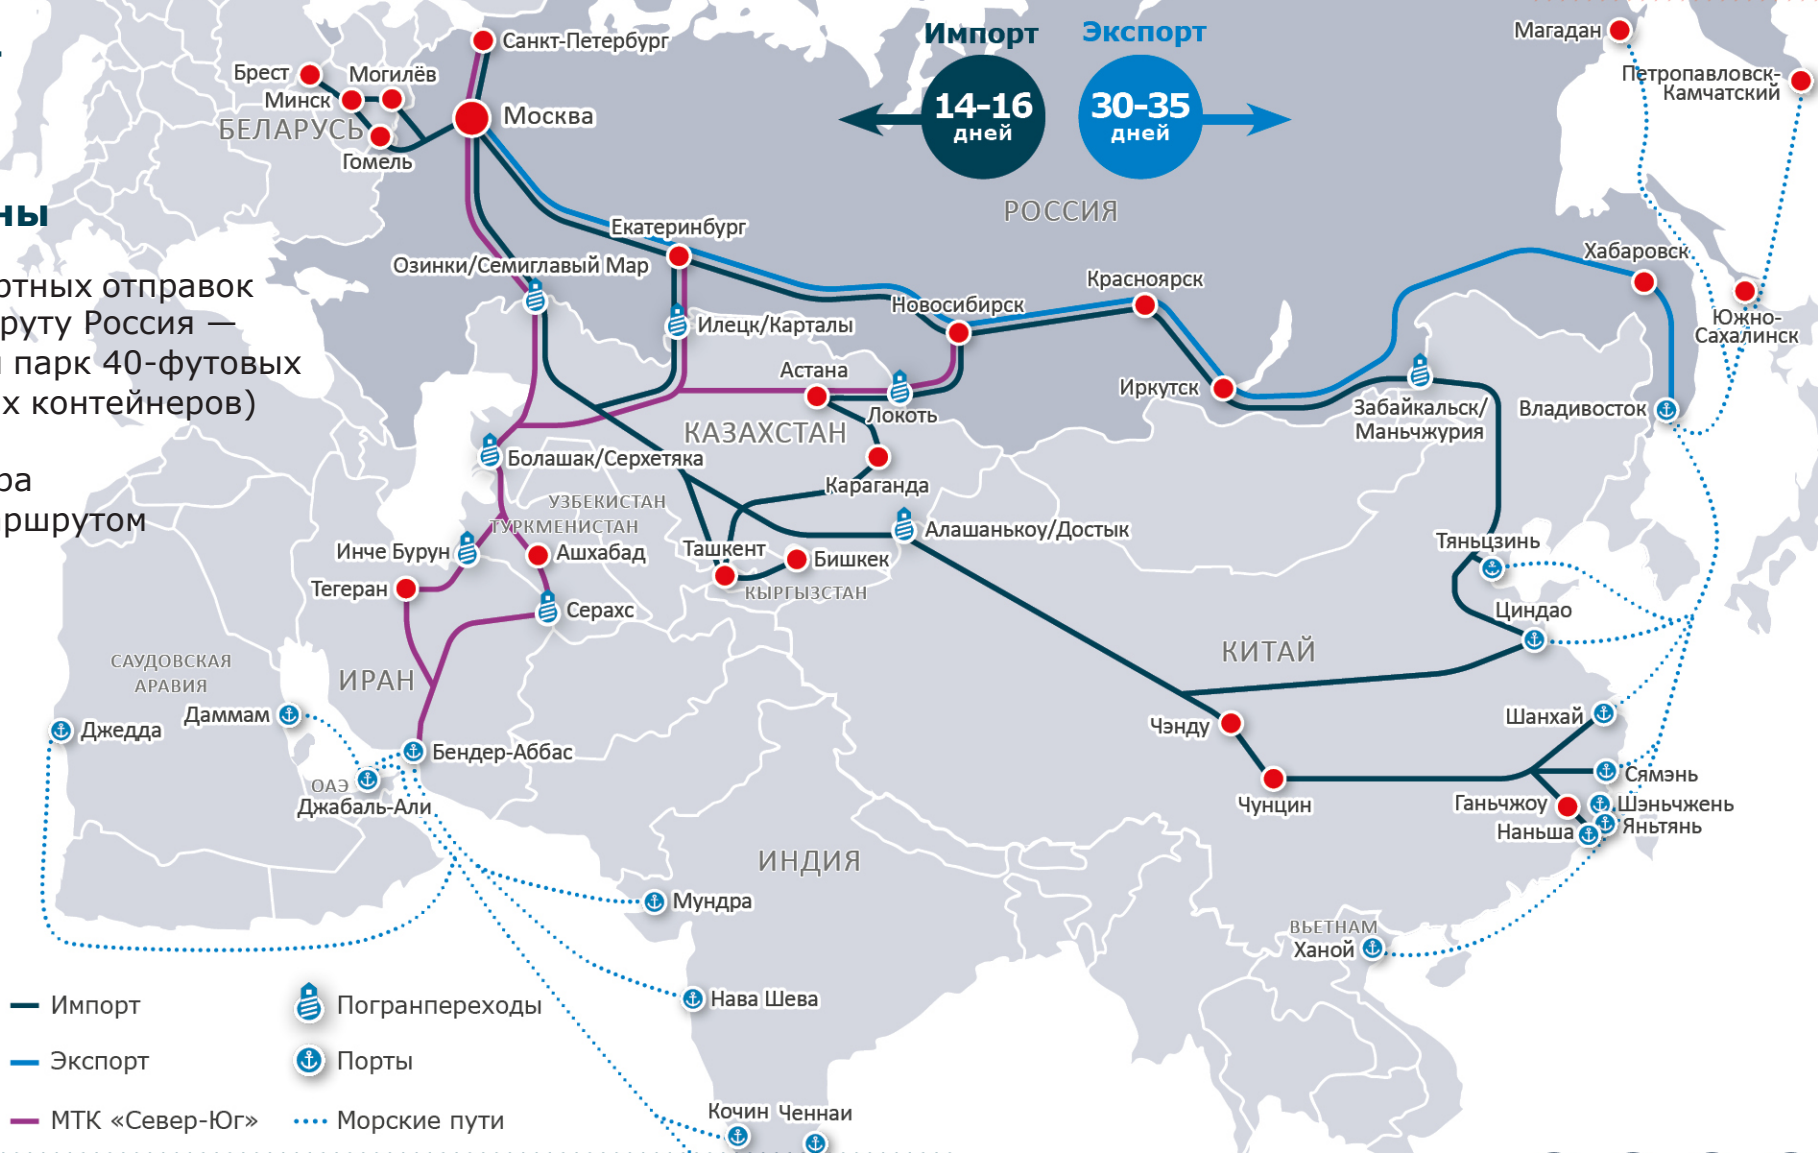 ны
ртных отправок
руту Россия —
парк 40-футовых
х контейнеров)
ра
аршрутом
Импорт
14-16
дней
Экспорт
30-35
дней
Санкт-Петербург
Брест
Могилёв
Минск
БЕЛАРУСЬ
Гомель
Москва
Магадан
Петропавловск-
Камчатский
РОССИЯ
Екатеринбург
Озинки/Семиглавый Мар
Илецк/Карталы
Новосибирск
Красноярск
Хабаровск
Южно-
Сахалинск
Астана
Локоть
Иркутск
Забайкальск/
Маньчжурия
Владивосток
КАЗАХСТАН
Болашак/Серхетяка
Караганда
УЗБЕКИСТАН
ТУРКМЕНИСТАН
Алашанькоу/Достык
Инче Бурун
Ашхабад
Ташкент
Бишкек
КЫРГЫЗСТАН
Тегеран
Серахс
Тяньцзинь
Циндао
САУДОВСКАЯ
АРАВИЯ
ИРАН
КИТАЙ
Даммам
Джедда
Бендер-Аббас
ОАЭ
Джабаль-Али
Чэнду
Чунцин
Шанхай
Сямэнь
Ганьчжоу
Шэньчжень
Яньтянь
Наньша
ИНДИЯ
Мундра
Нава Шева
ВЬЕТНАМ
Ханой
Кочин
Ченнаи
Импорт
Экспорт
МТК «Север-Юг»
Погранпереходы
Порты
Морские пути